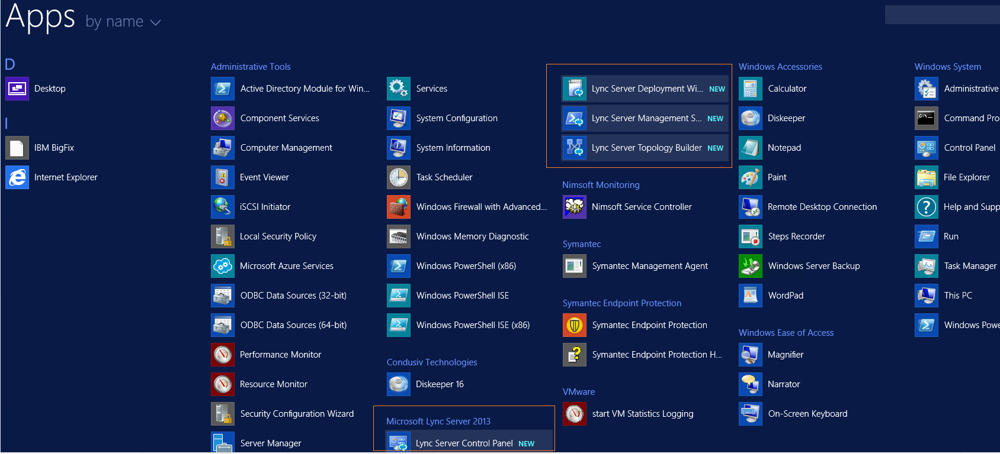 Apps by name
D
Desktop
I
IBM BigFix
Internet Explorer
Administrative Tools
Active Directory Module for Win...
Component Services
Computer Management
Event Viewer
iSCSI Initiator
Local Security Policy
Microsoft Azure Services
ODBC Data Sources (32-bit)
ODBC Data Sources (64-bit)
Performance Monitor
Resource Monitor
Security Configuration Wizard
Server Manager
Services
System Configuration
System Information
Task Scheduler
Windows Firewall with Advanced...
Windows Memory Diagnostic
Windows PowerShell (x86)
Windows PowerShell ISE
Windows PowerShell ISE (x86)
Condusiv Technologies
Diskeeper 16
Microsoft Lync Server 2013
Lync Server Control Panel NEW
Lync Server Deployment Wi... NEW
Lync Server Management S... NEW
Lync Server Topology Builder NEW
Nimsoft Monitoring
Nimsoft Service Controller
Symantec
Symantec Management Agent
Symantec Endpoint Protection
Symantec Endpoint Protection
Symantec Endpoint Protection H...
VMware
start VM Statistics Logging
Windows Accessories
Calculator
Diskeeper
Notepad
Paint
Remote Desktop Connection
Steps Recorder
Windows Server Backup
WordPad
Windows Ease of Access
Magnifier
Narrator
On-Screen Keyboard
Windows System
Administrative
Command Pro
Control Panel
File Explorer
Help and Supp
Run
Task Manager
This PC
Windows Powe